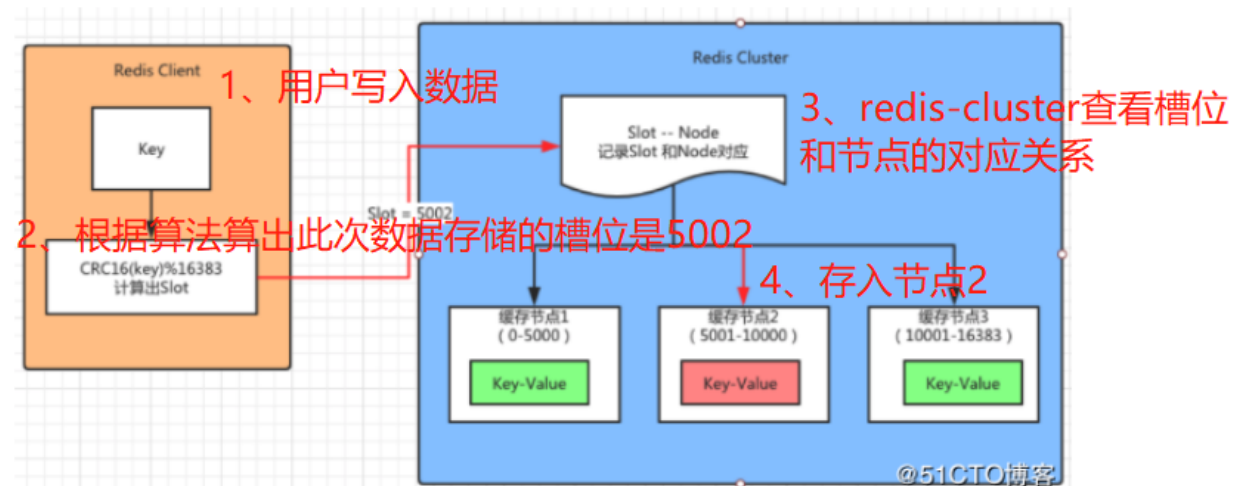 Redis Client
1、用户写入数据
Key
2、根据算法算出此次数据存储的槽位是5002
CRC16(key)%16383
计算出Slot
Slot = 5002
Redis Cluster
Slot -- Node
记录Slot 和Node对应
3、redis-cluster查看槽位
和节点的对应关系
4、存入节点2
缓存节点1
（0-5000）
Key-Value
缓存节点2
（5001-10000）
Key-Value
缓存节点3
（10001-16383）
Key-Value
@51CTO博客